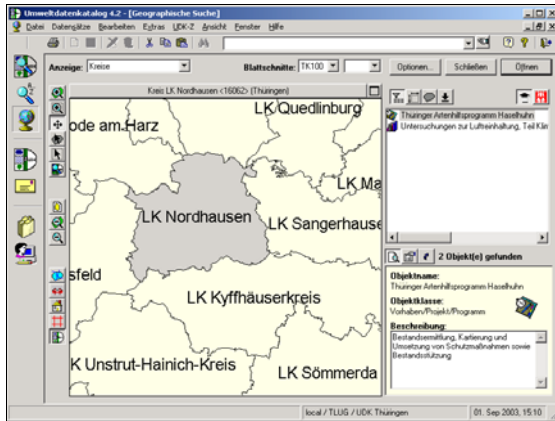 Umweltdatenkatalog 4.2 - [Geographische Suche]
Datei Datensätze Bearbeiten Extras UDK-Z Ansicht Fenster Hilfe
Anzeige: Kreise Blattschnitte: TK100 Optionen... Schließen Öffnen
Kreis LK Nordhausen <16062> (Thüringen)
LK Quedlinburg
ode am Harz
LK Ma
LK Nordhausen
LK Sangerhause
sfeld
LK Kyffhäuserkreis
K Unstrut-Hainich-Kreis
LK Sömmerda
Thüringer Artenhilfsprogramm Haselhuhn
Untersuchungen zur Lufteinhaltung, Teil Klin
2 Objekt(e) gefunden
Objektname:
Thüringer Artenhilfsprogramm Haselhuhn
Objektklasse:
Vorhaben/Projekt/Programm
Beschreibung:
Bestandsermittlung, Kartierung und
Umsetzung von Schutzmaßnahmen sowie
Bestandsstützung
local / TLUG / UDK Thüringen
01. Sep 2003, 15:10